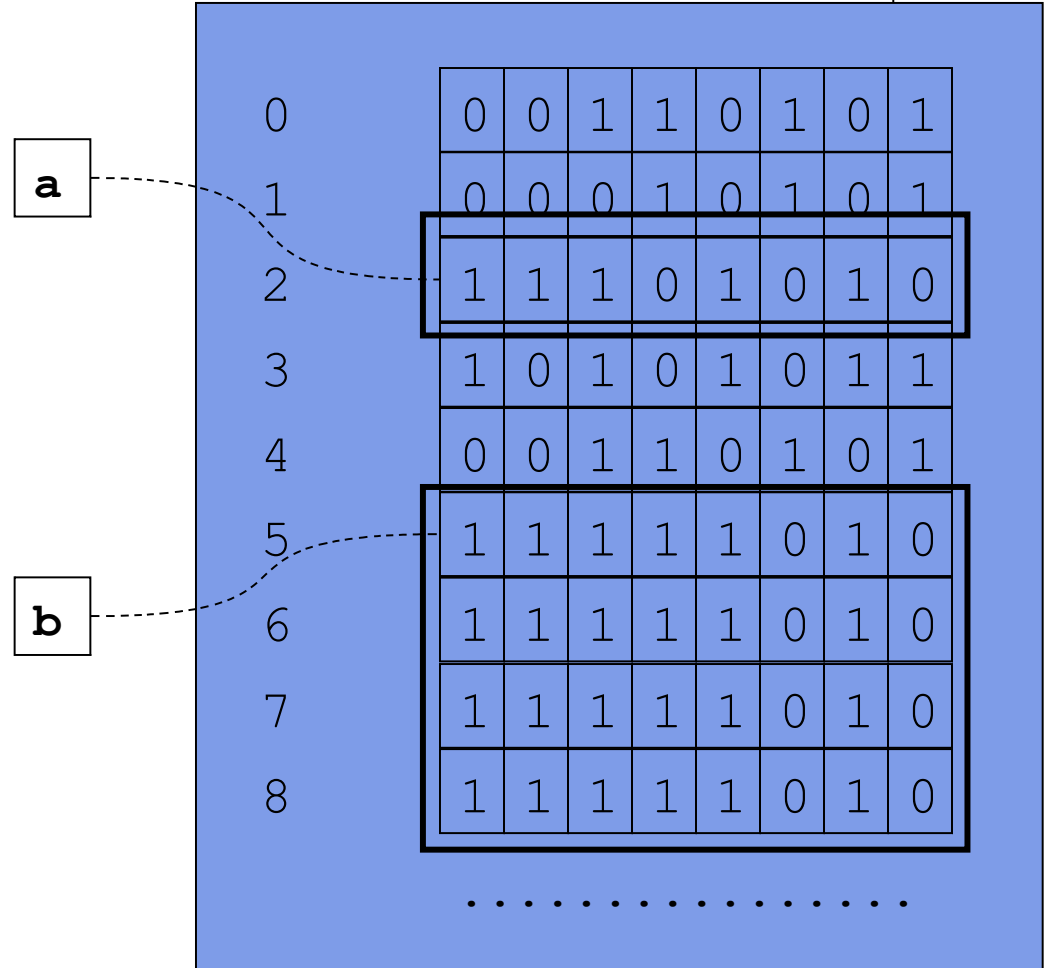 0 0 0 1 1 0 1 0 1
a
1 0 0 0 1 0 1 0 1
2 1 1 1 0 1 0 1 0
3 1 0 1 0 1 0 1 1
4 0 0 1 1 0 1 0 1
5 1 1 1 1 1 0 1 0
b
6 1 1 1 1 1 0 1 0
7 1 1 1 1 1 0 1 0
8 1 1 1 1 1 0 1 0
................